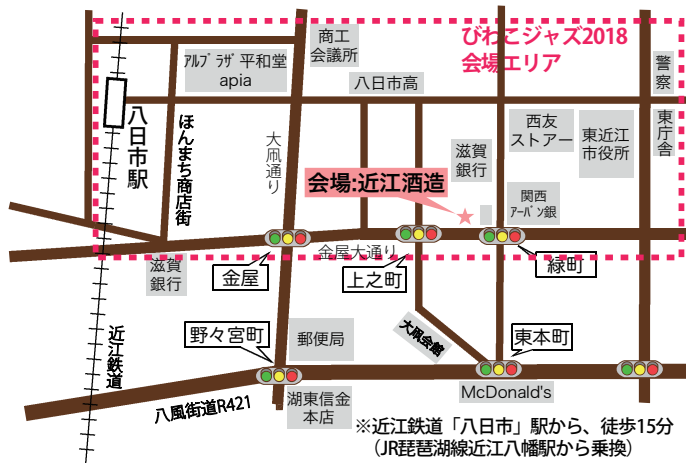 びわこジャズ2018
会場エリア
商工
会議所
ｱﾙﾌﾟﾗｻﾞ平和堂
apia
八日市高
警察
東庁舎
八日市駅
ほんまち商店街
大凧通り
滋賀
銀行
西友
ストアー
東近江
市役所
会場:近江酒造
関西
ｱｰﾊﾞﾝ銀
金屋大通り
滋賀
銀行
金屋
上之町
緑町
近江鉄道
野々宮町
郵便局
大凧会館
東本町
八風街道R421
湖東信金
本店
McDonald's
※近江鉄道「八日市」駅から、徒歩15分
（JR琵琶湖線近江八幡駅から乗換）